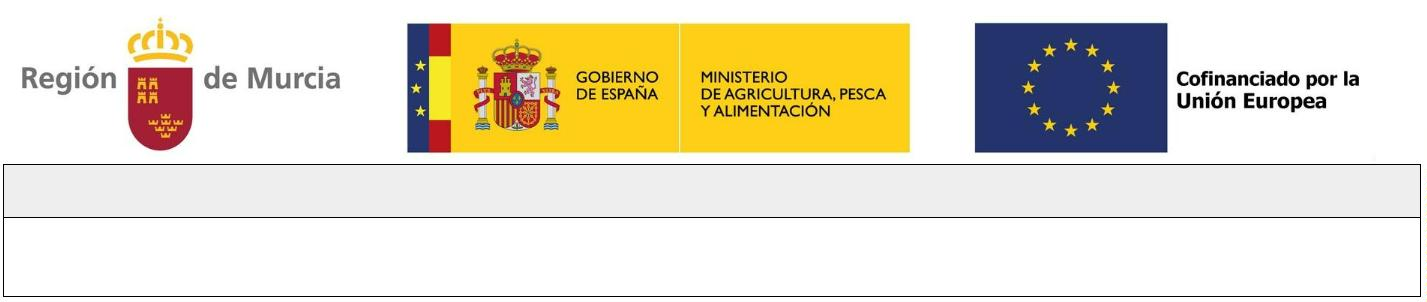 Región de Murcia
GOBIERNO
DE ESPAÑA
MINISTERIO
DE AGRICULTURA, PESCA
Y ALIMENTACIÓN
Cofinanciado por la
Unión Europea